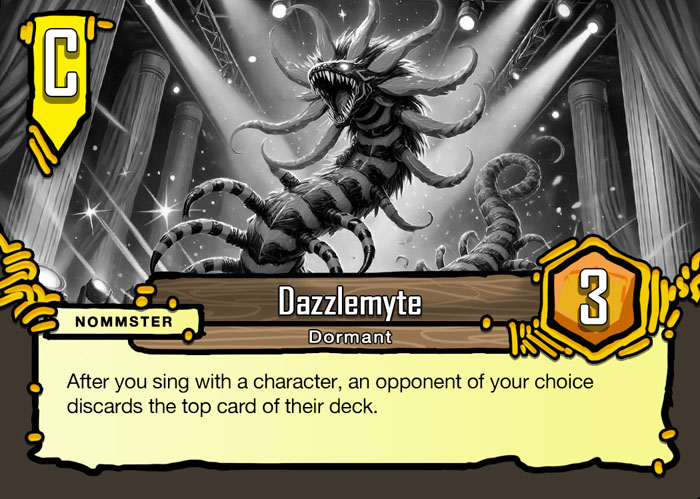 C
Dazzlemyte
3
NOMMSTER
Dormant
After you sing with a character, an opponent of your choice
discards the top card of their deck.